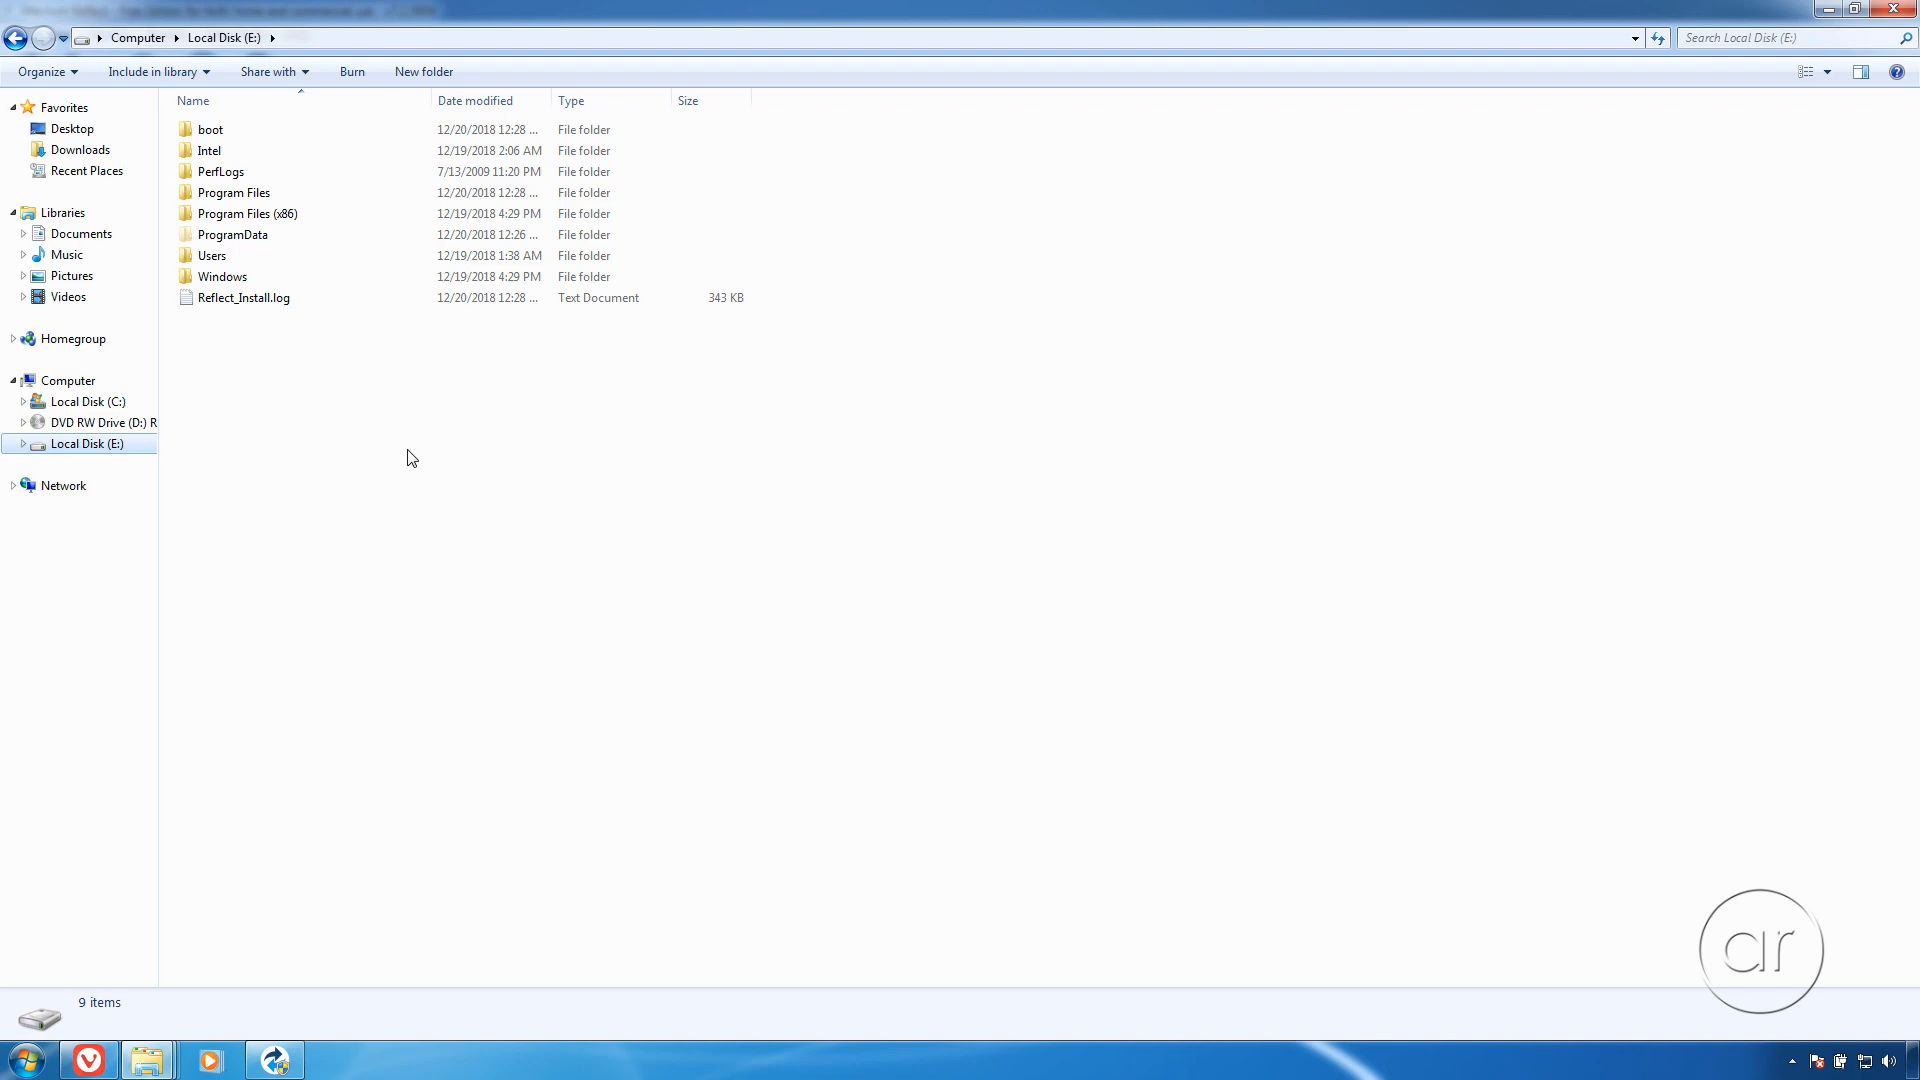 Computer Local Disk (E:)
Search Local Disk (E:)
Organize Include in library Share with Burn New folder
Name Date modified Type Size
Favorites
Desktop
Downloads
Recent Places
Libraries
Documents
Music
Pictures
Videos
Homegroup
Computer
Local Disk (C:)
DVD RW Drive (D:) R
Local Disk (E:)
Network
boot 12/20/2018 12:28 ... File folder
Intel 12/19/2018 2:06 AM File folder
PerfLogs 7/13/2009 11:20 PM File folder
Program Files 12/20/2018 12:28 ... File folder
Program Files (x86) 12/19/2018 4:29 PM File folder
ProgramData 12/20/2018 12:26 ... File folder
Users 12/19/2018 1:38 AM File folder
Windows 12/19/2018 4:29 PM File folder
Reflect_Install.log 12/20/2018 12:28 ... Text Document 343 KB
9 items
ar